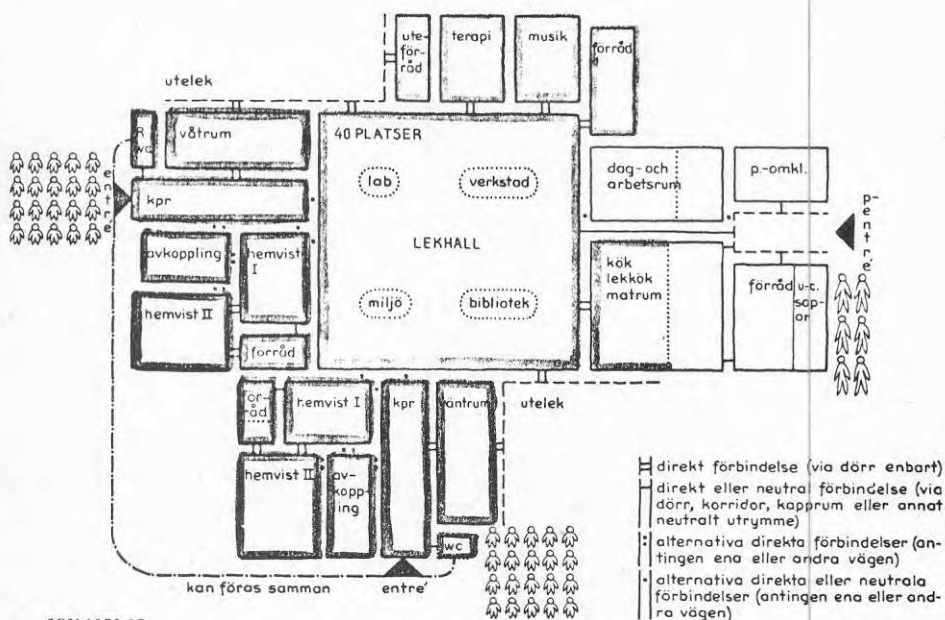 ute-
för-
råd
terapi
musik
förråd
utelek
R
wc
våtrum
40 PLATSER
lab
verkstad
dag- och
arbetsrum
p.-omkl.
entre
kpr
p-
entre'
avkoppling
hemvist
I
LEKHALL
kök
lekkök
matrum
förråd
u-c.
sop-
or
hemvist II
miljö
bibliotek
forråd
för-
råd
hemvist I
kpr
våntrum
utelek
hemvist II
av-
kopp-
ing
wc
kan föras samman
entre'
direkt förbindelse (via dörr enbart)
direkt eller neutral förbindelse (via
dörr, korridor, kapprum eller annat
neutralt utrymme)
alternativa direkta förbindelser (an-
tingen ena eller andra vägen)
alternativa direkta eller neutrala
förbindelser (antingen ena eller and-
ra vägen)